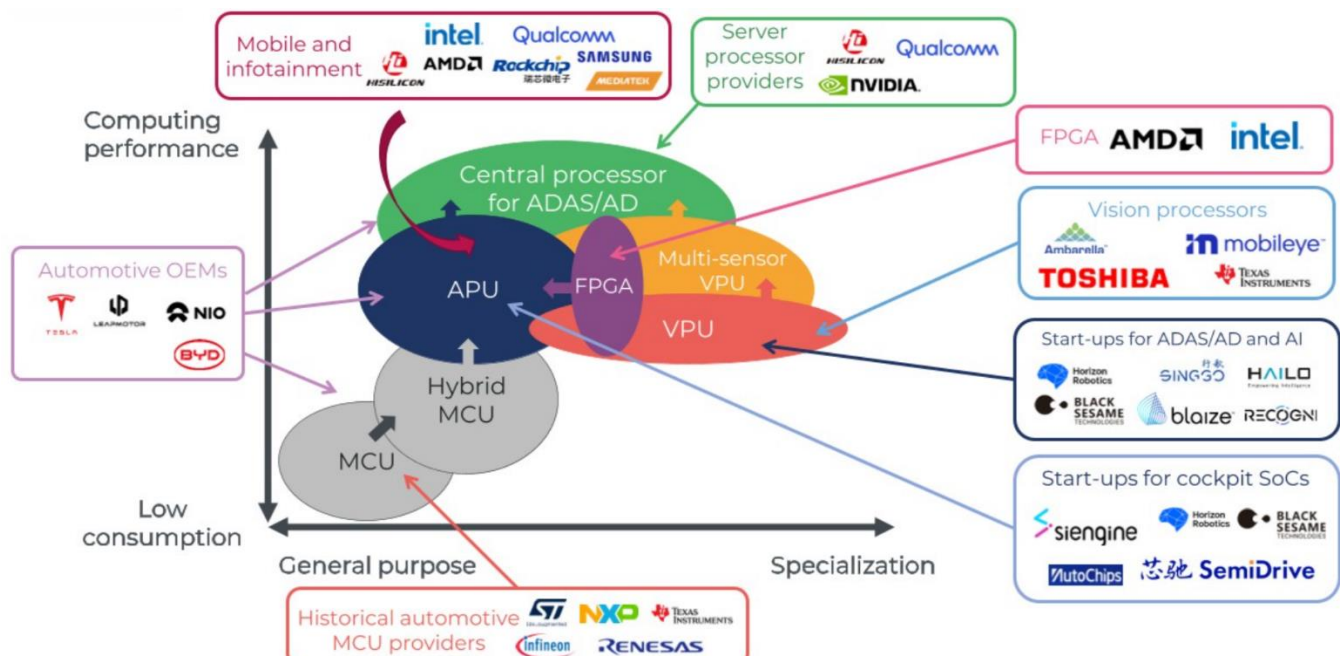 Mobile and
infotainment
intel.
Qualcomm
HISILICON
AMD
Rockchip
瑞芯微电子
SAMSUNG
MEDIATEK
Server
processor
providers
HISILICON
Qualcomm
NVIDIA.
Computing
performance
FPGA AMD intel.
Central processor
for ADAS/AD
Vision processors
Ambarella
mobileye™
TOSHIBA
TEXAS
INSTRUMENTS
Automotive OEMs
TESLA
LEAPMOTOR
NIO
BYD
APU
FPGA
Multi-sensor
VPU
VPU
Start-ups for ADAS/AD and AI
Horizon
Robotics
SINGGO
行歌
HAILO
BLACK
SESAME
TECHNOLOGIES
blaize
RECOGNI
Hybrid
MCU
MCU
Start-ups for cockpit SoCs
Siengine
Horizon
Robotics
BLACK
SESAME
TECHNOLOGIES
AutoChips
芯驰 SemiDrive
Low
consumption
General purpose
Specialization
Historical automotive
MCU providers
ST
NXP
TEXAS
INSTRUMENTS
infineon
RENESAS